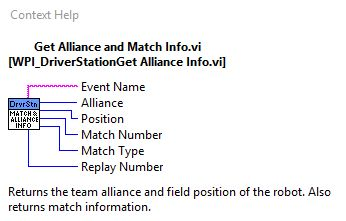 Context Help
Get Alliance and Match Info.vi
[WPI_DriverStationGet Alliance Info.vi]
Event Name
DrvrStn
Alliance
MATCH &
Position
ALLIANCE
INFO
Match Number
Match Type
Replay Number
Returns the team alliance and field position of the robot. Also
returns match information.